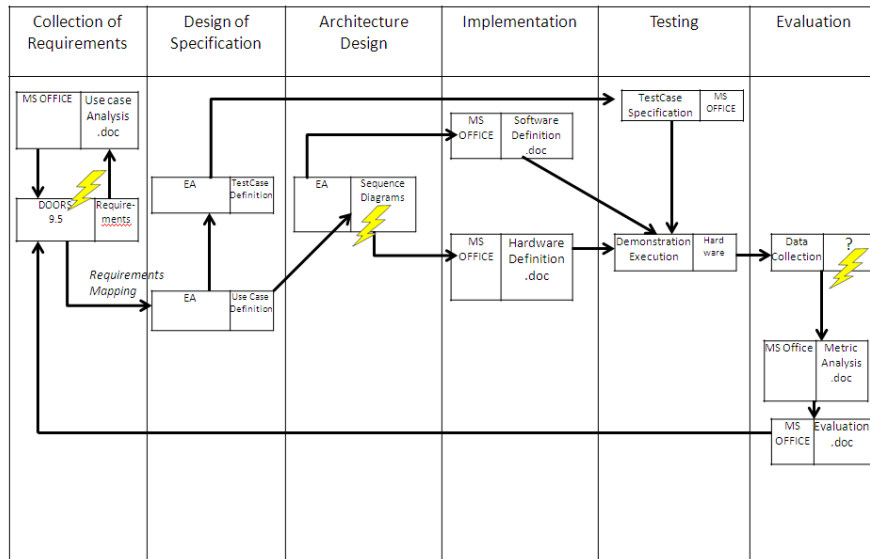 Collection of
Requirements
Design of
Specification
Architecture
Design
Implementation
Testing
Evaluation
MS OFFICE
Use case
Analysis
.doc
DOORS
9.5
Require-
ments
Requirements
Mapping
EA
TestCase
Definition
EA
Use Case
Definition
EA
Sequence
Diagrams
MS
OFFICE
Software
Definition
.doc
MS
OFFICE
Hardware
Definition
.doc
TestCase
Specification
MS
OFFICE
Demonstration
Execution
Hard
ware
Data
Collection
?
MS Office
Metric
Analysis
.doc
MS
OFFICE
Evaluation
.doc